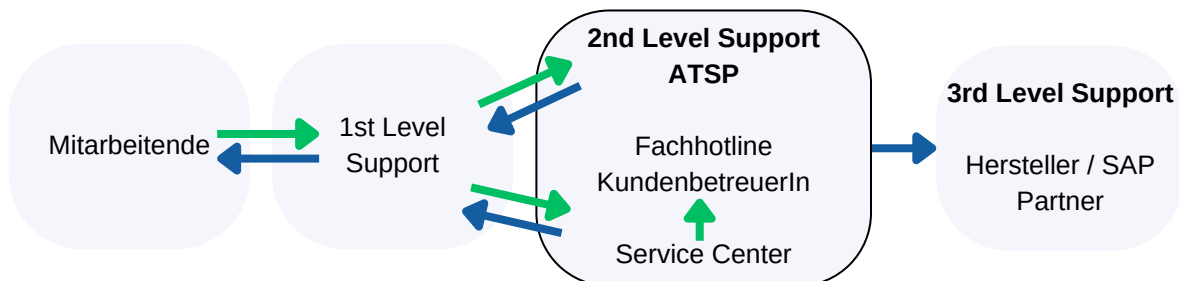 Mitarbeitende
1st Level
Support
2nd Level Support
ATSP
Fachhotline
KundenbetreuerIn
Service Center
3rd Level Support
Hersteller / SAP
Partner